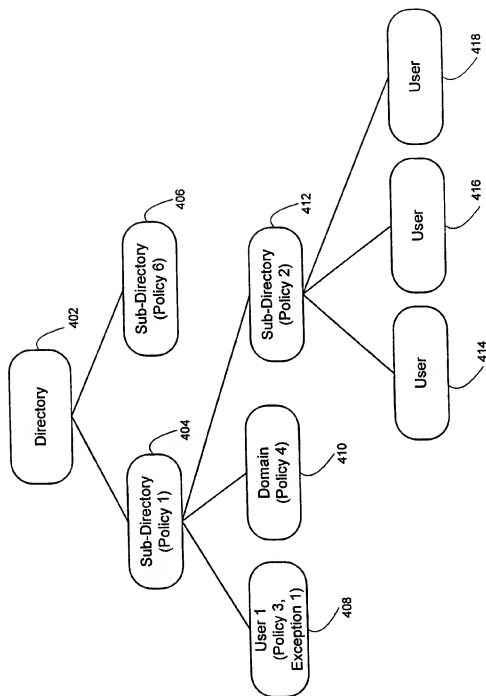 Directory
402
Sub-Directory
(Policy 1)
404
Sub-Directory
(Policy 6)
406
User 1
(Policy 3,
Exception 1)
408
Domain
(Policy 4)
410
Sub-Directory
(Policy 2)
412
User
414
User
416
User
418